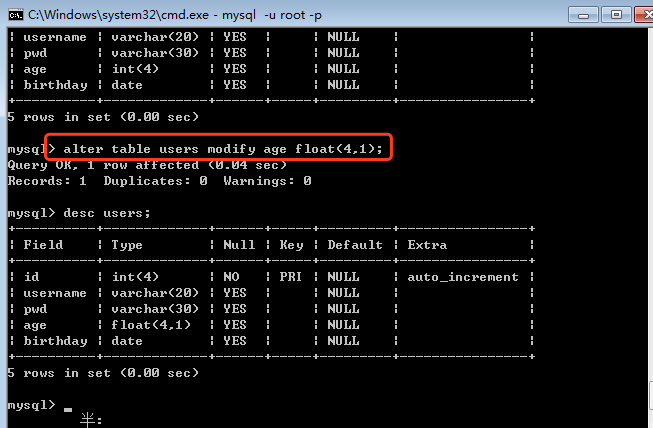 C:\Windows\system32\cmd.exe - mysql  -u root -p
| username | varchar(20) | YES  |     | NULL    |                |
| pwd      | varchar(30) | YES  |     | NULL    |                |
| age      | int(4)      | YES  |     | NULL    |                |
| birthday | date        | YES  |     | NULL    |                |
+----------+-------------+------+-----+---------+----------------+
5 rows in set (0.00 sec)
mysql> alter table users modify age float(4,1);
Query OK, 1 row affected (0.04 sec)
Records: 1  Duplicates: 0  Warnings: 0
mysql> desc users;
+----------+-------------+------+-----+---------+----------------+
| Field    | Type        | Null | Key | Default | Extra          |
+----------+-------------+------+-----+---------+----------------+
| id       | int(4)      | NO   | PRI | NULL    | auto_increment |
| username | varchar(20) | YES  |     | NULL    |                |
| pwd      | varchar(30) | YES  |     | NULL    |                |
| age      | float(4,1)  | YES  |     | NULL    |                |
| birthday | date        | YES  |     | NULL    |                |
+----------+-------------+------+-----+---------+----------------+
5 rows in set (0.00 sec)
mysql> _
半: